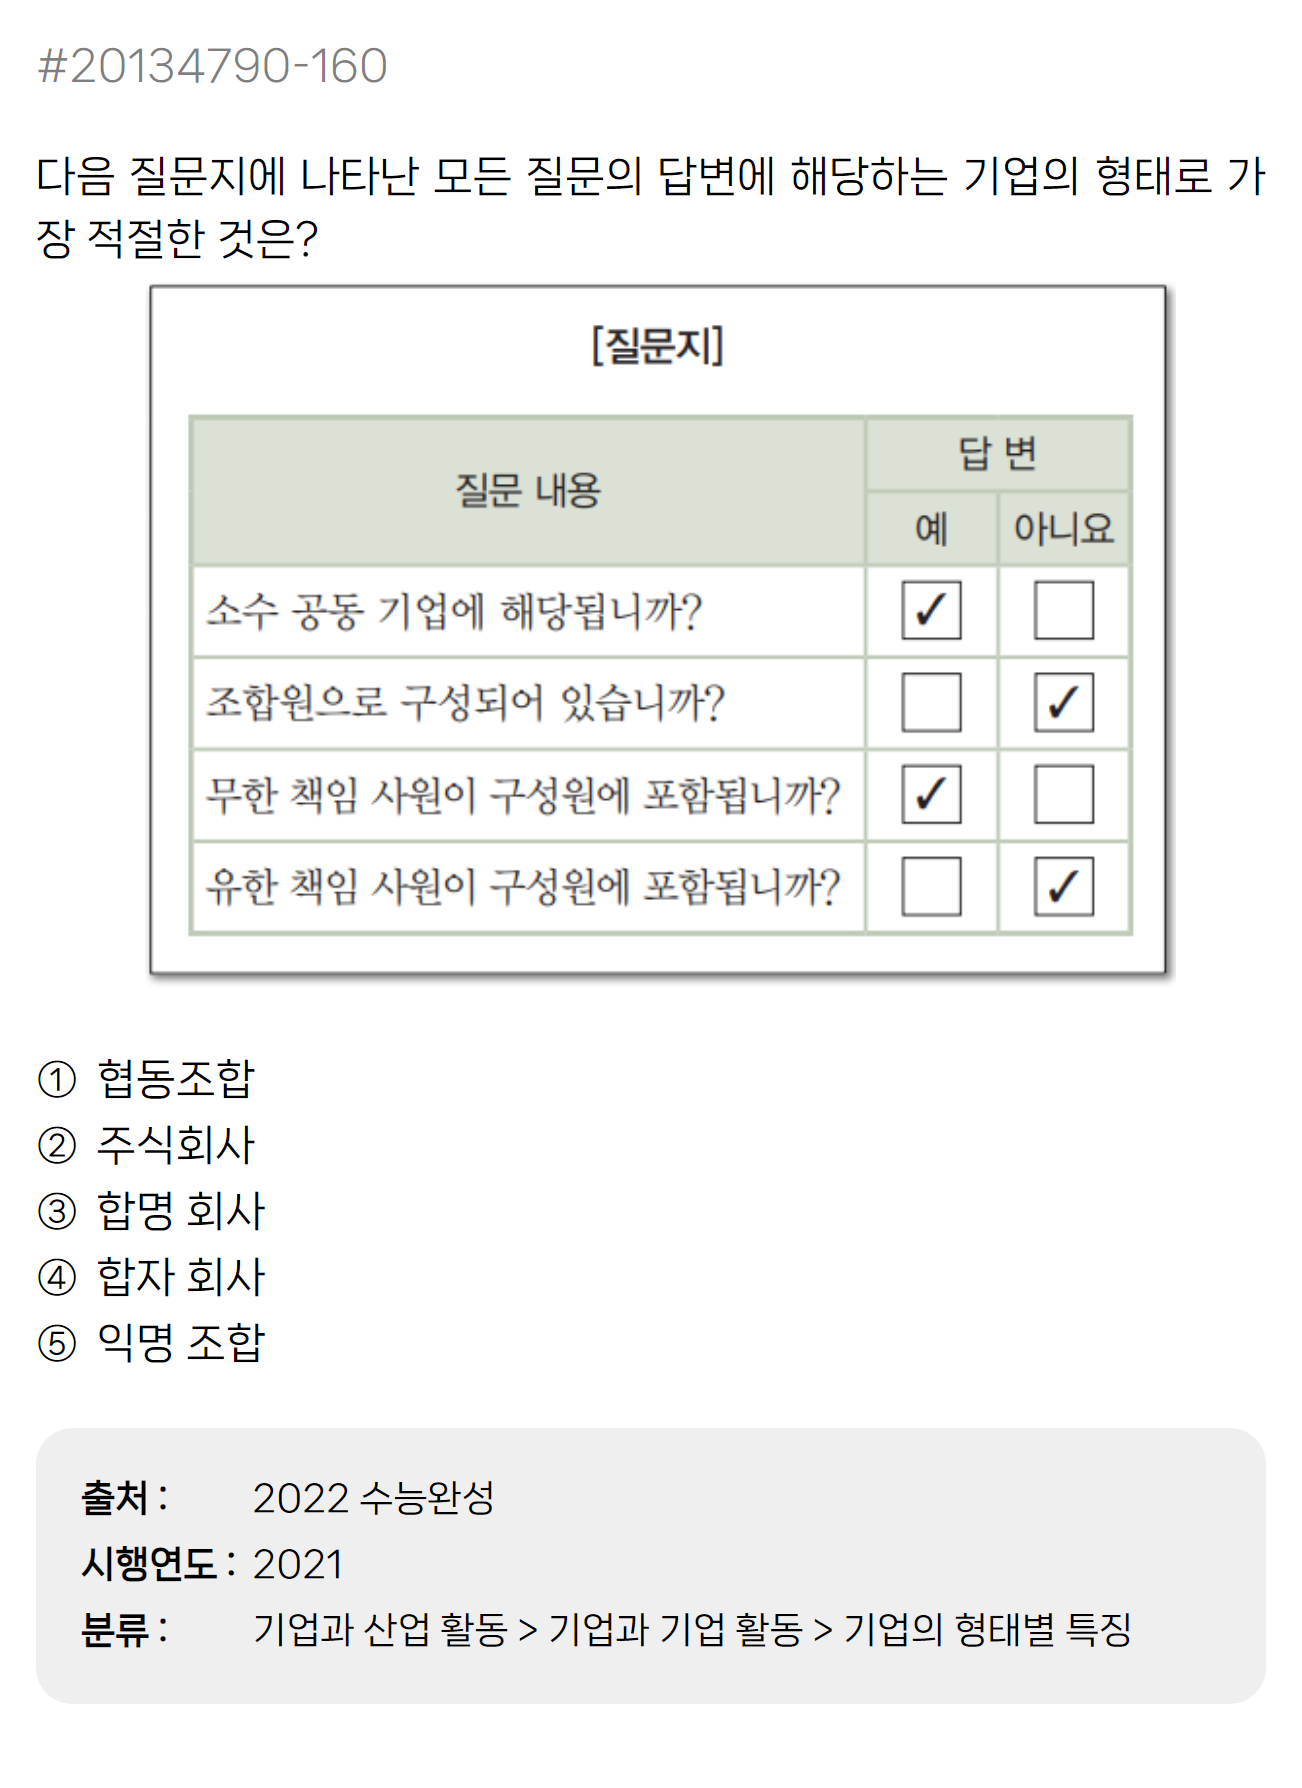 #20134790-160
다음 질문지에 나타난 모든 질문의 답변에 해당하는 기업의 형태로 가
장 적절한 것은?
[질문지]
질문 내용
답 변
예
아니요
소수 공동 기업에 해당됩니까?
✓
조합원으로 구성되어 있습니까?
✓
무한 책임 사원이 구성원에 포함됩니까?
✓
유한 책임 사원이 구성원에 포함됩니까?
✓
① 협동조합
② 주식회사
③ 합명 회사
④ 합자 회사
⑤ 익명 조합
출처 : 2022 수능완성
시행연도 : 2021
분류 : 기업과 산업 활동 > 기업과 기업 활동 > 기업의 형태별 특징